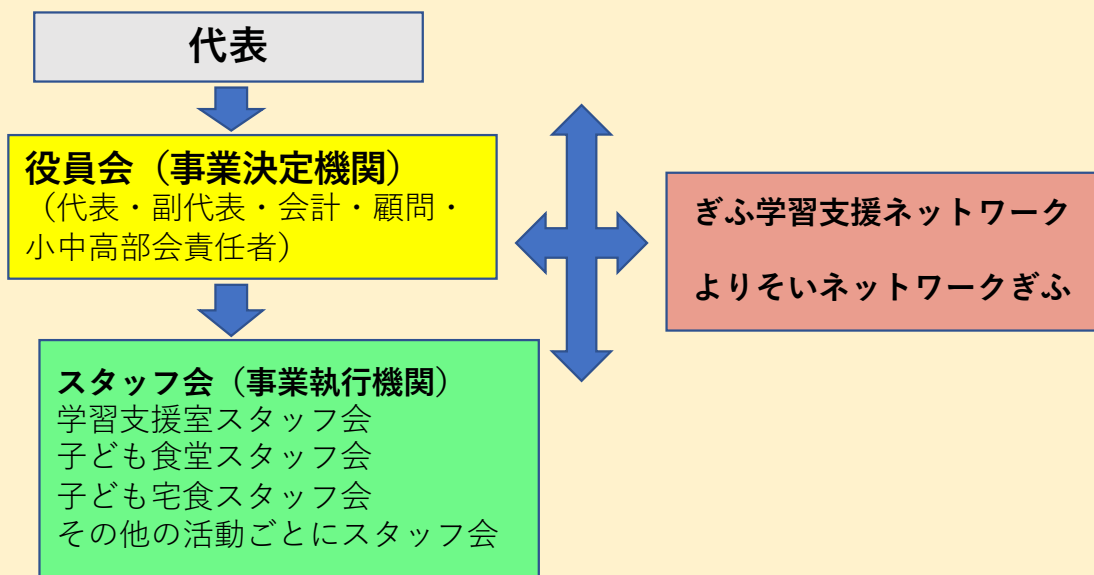 代表
役員会（事業決定機関）
（代表・副代表・会計・顧問・
小中高部会責任者）
ぎふ学習支援ネットワーク
よりそいネットワークぎふ
スタッフ会（事業執行機関）
学習支援室スタッフ会
子ども食堂スタッフ会
子ども宅食スタッフ会
その他の活動ごとにスタッフ会